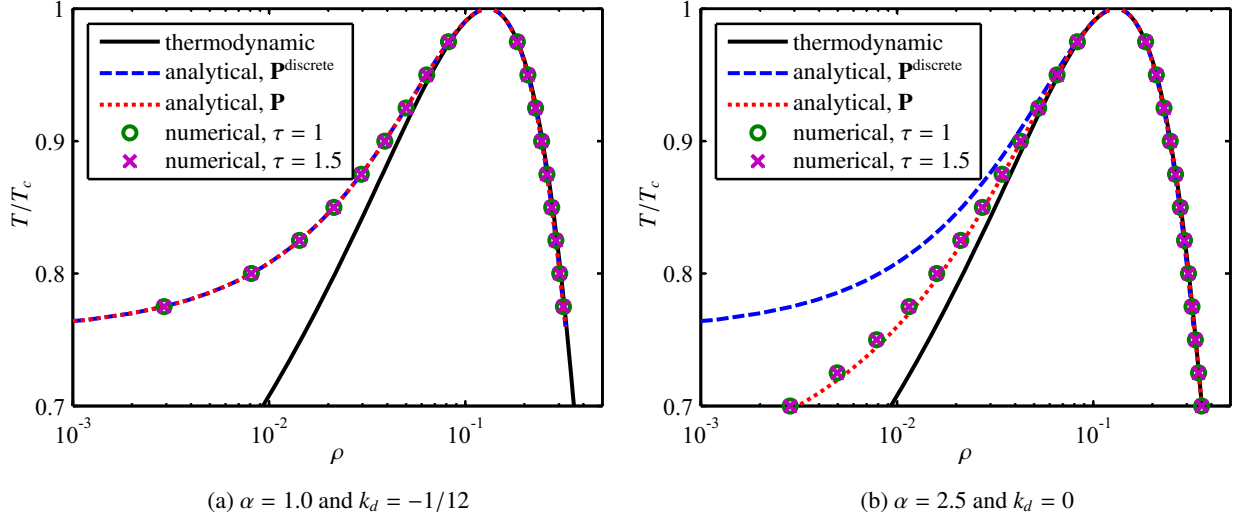 thermodynamic
analytical, P^discrete
analytical, P
numerical, τ = 1
numerical, τ = 1.5
T/T_c
1
0.9
0.8
0.7
10^-3
10^-2
10^-1
ρ
(a) α = 1.0 and k_d = −1/12
thermodynamic
analytical, P^discrete
analytical, P
numerical, τ = 1
numerical, τ = 1.5
T/T_c
1
0.9
0.8
0.7
10^-3
10^-2
10^-1
ρ
(b) α = 2.5 and k_d = 0